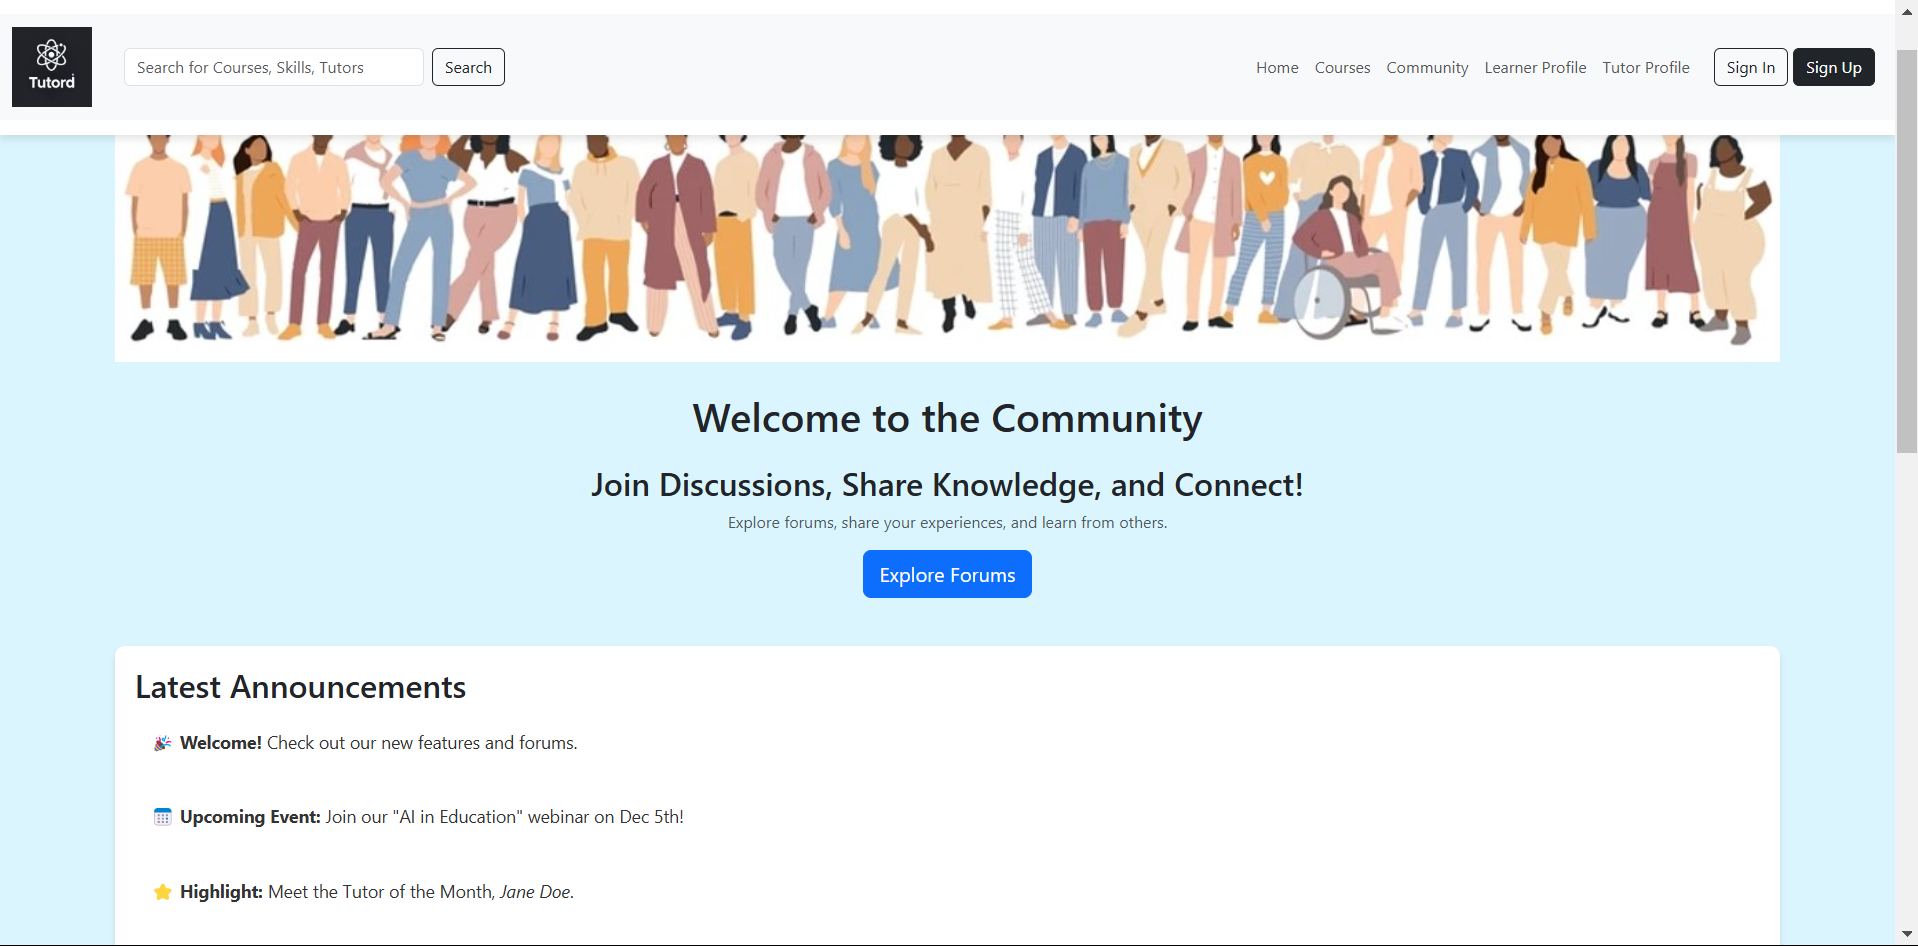 Tutord
Search for Courses, Skills, Tutors
Search
Home
Courses
Community
Learner Profile
Tutor Profile
Sign In
Sign Up
Welcome to the Community
Join Discussions, Share Knowledge, and Connect!
Explore forums, share your experiences, and learn from others.
Explore Forums
Latest Announcements
🎉 Welcome! Check out our new features and forums.
📅 Upcoming Event: Join our "AI in Education" webinar on Dec 5th!
⭐ Highlight: Meet the Tutor of the Month, Jane Doe.